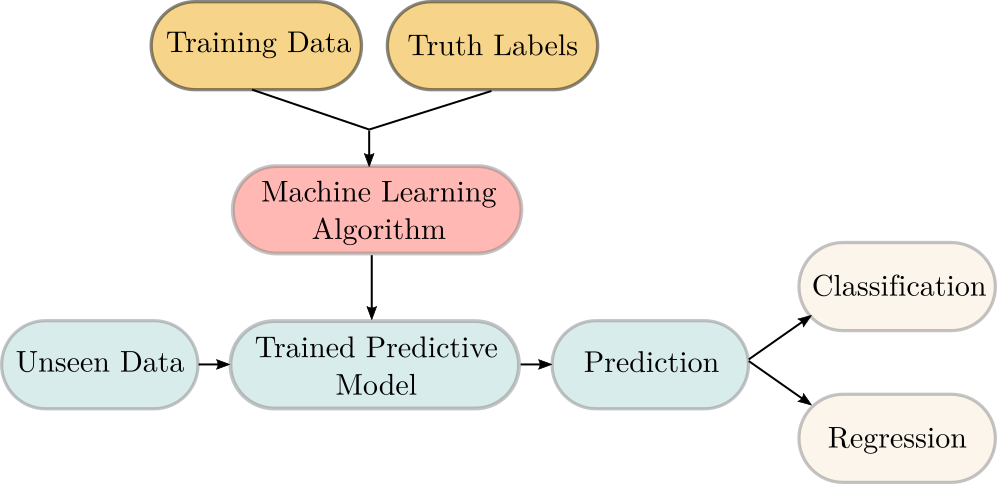 Training Data
Truth Labels
Machine Learning
Algorithm
Classification
Unseen Data
Trained Predictive
Model
Prediction
Regression